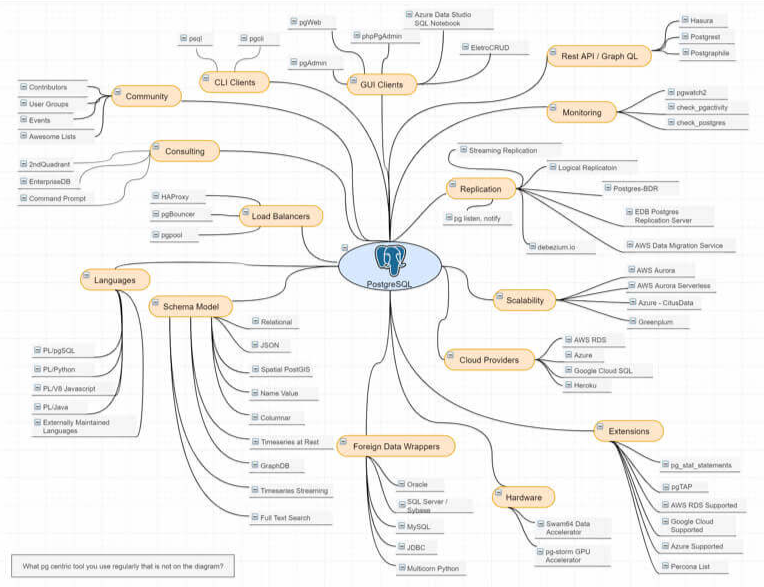 psql
pgcli
CLI Clients
pgWeb
phpPgAdmin
Azure Data Studio
SQL Notebook
pgAdmin
EletroCRUD
GUI Clients
Rest API / Graph QL
Hasura
Postgrest
Postgraphile
Monitoring
pgwatch2
check_pgactivity
check_postgres
Community
Contributors
User Groups
Events
Awesome Lists
Consulting
2ndQuadrant
EnterpriseDB
Command Prompt
Load Balancers
HAProxy
pgBouncer
pgpool
Replication
Streaming Replication
Logical Replicatoin
Postgres-BDR
EDB Postgres
Replication Server
AWS Data Migration Service
pg listen, notify
debezium.io
PostgreSQL
Languages
PL/pgSQL
PL/Python
PL/V8 Javascript
PL/Java
Externally Maintained
Languages
Schema Model
Relational
JSON
Spatial PostGIS
Name Value
Columnar
Timeseries at Rest
GraphDB
Timeseries Streaming
Full Text Search
Scalability
AWS Aurora
AWS Aurora Serverless
Azure - CitusData
Greenplum
Cloud Providers
AWS RDS
Azure
Google Cloud SQL
Heroku
Foreign Data Wrappers
Oracle
SQL Server /
Sybase
MySQL
JDBC
Multicorn Python
Hardware
Swam64 Data
Accelerator
pg-storm GPU
Accelerator
Extensions
pg_stat_statements
pgTAP
AWS RDS Supported
Google Cloud
Supported
Azure Supported
Percona List
What pg centric tool you use regularly that is not on the diagram?